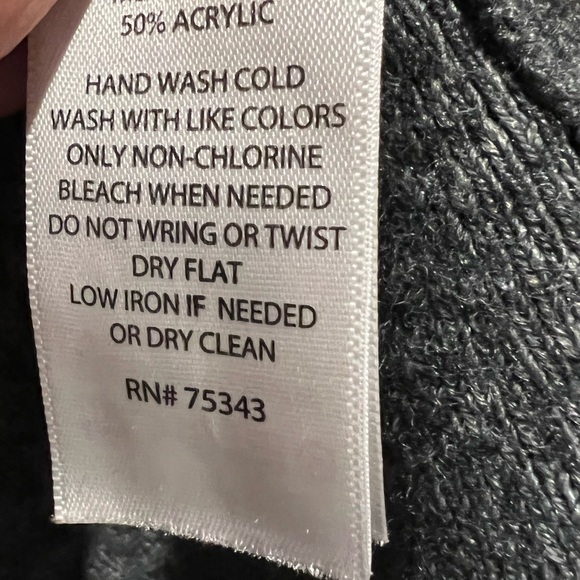 50% ACRYLIC
HAND WASH COLD
WASH WITH LIKE COLORS
ONLY NON-CHLORINE
BLEACH WHEN NEEDED
DO NOT WRING OR TWIST
DRY FLAT
LOW IRON IF NEEDED
OR DRY CLEAN
RN# 75343